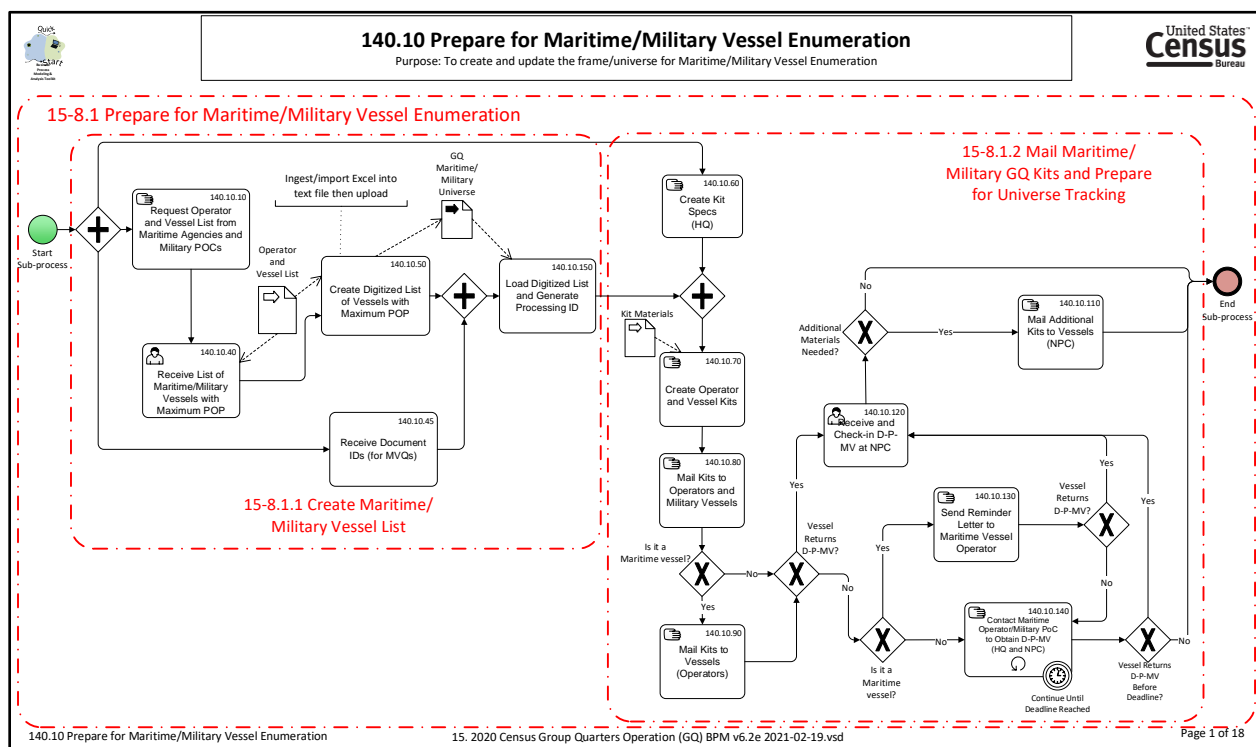 Quick
Start
Business
Process
Modeling &
Analysis Toolkit
140.10 Prepare for Maritime/Military Vessel Enumeration
Purpose: To create and update the frame/universe for Maritime/Military Vessel Enumeration
United States™
Census
Bureau
15-8.1 Prepare for Maritime/Military Vessel Enumeration
Start
Sub-process
140.10.10
Request Operator
and Vessel List from
Maritime Agencies and
Military POCs
Operator
and
Vessel List
140.10.40
Receive List of
Maritime/Military
Vessels with
Maximum POP
Ingest/import Excel into
text file then upload
140.10.50
Create Digitized List
of Vessels with
Maximum POP
GQ
Maritime/
Military
Universe
140.10.45
Receive Document
IDs (for MVQs)
140.10.150
Load Digitized List
and Generate
Processing ID
15-8.1.1 Create Maritime/
Military Vessel List
15-8.1.2 Mail Maritime/
Military GQ Kits and Prepare
for Universe Tracking
140.10.60
Create Kit
Specs
(HQ)
Kit Materials
140.10.70
Create Operator
and Vessel Kits
140.10.80
Mail Kits to
Operators and
Military Vessels
Is it a
Maritime vessel?
No
Yes
140.10.90
Mail Kits to
Vessels
(Operators)
Vessel
Returns
D-P-MV?
Yes
No
140.10.120
Receive and
Check-in D-P-
MV at NPC
Additional
Materials
Needed?
No
Yes
140.10.110
Mail Additional
Kits to Vessels
(NPC)
End
Sub-process
Is it a
Maritime
vessel?
Yes
No
140.10.130
Send Reminder
Letter to
Maritime Vessel
Operator
Vessel
Returns
D-P-MV?
Yes
No
140.10.140
Contact Maritime
Operator/Military PoC
to Obtain D-P-MV
(HQ and NPC)
Continue Until
Deadline Reached
Yes
No
Vessel Returns
D-P-MV
Before
Deadline?
140.10 Prepare for Maritime/Military Vessel Enumeration
15. 2020 Census Group Quarters Operation (GQ) BPM v6.2e 2021-02-19.vsd
Page 1 of 18